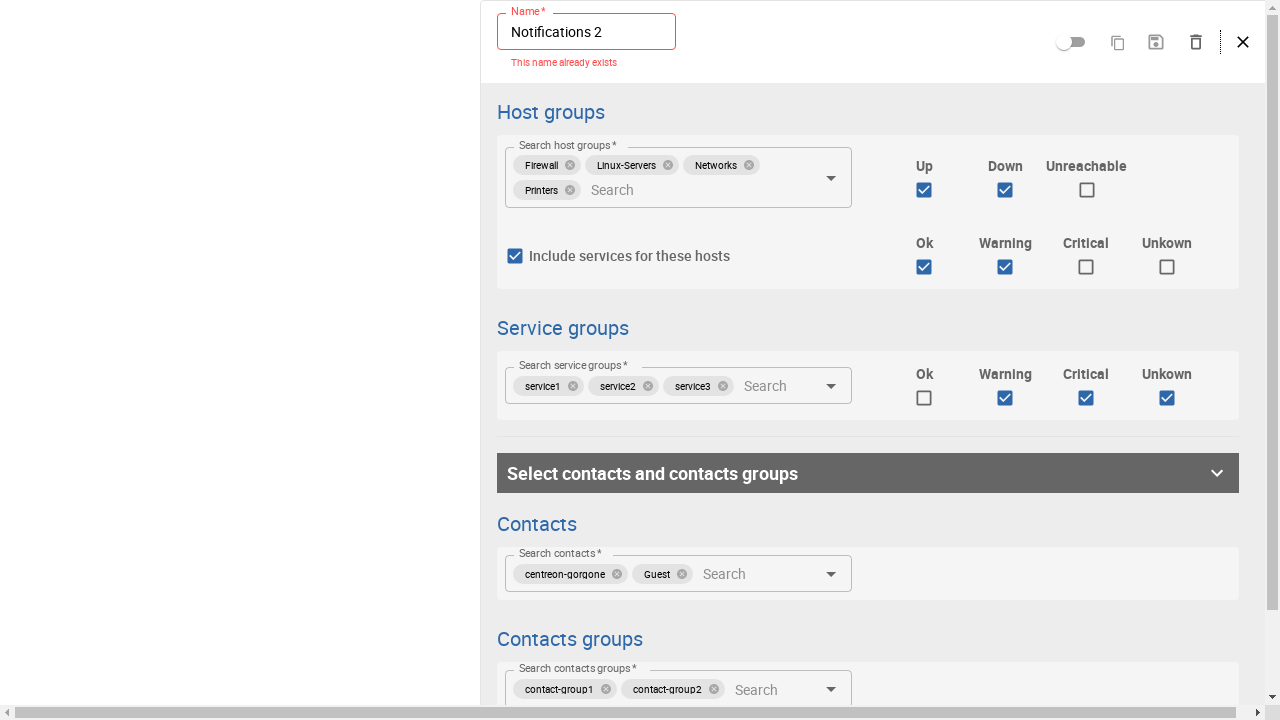 Name *
Notifications 2
This name already exists
Host groups
Search host groups *
Firewall Linux-Servers Networks
Printers Search
Up Down Unreachable
Include services for these hosts
Ok Warning Critical Unkown
Service groups
Search service groups *
service1 service2 service3 Search
Ok Warning Critical Unkown
Select contacts and contacts groups
Contacts
Search contacts *
centreon-gorgone Guest Search
Contacts groups
Search contacts groups *
contact-group1 contact-group2 Search